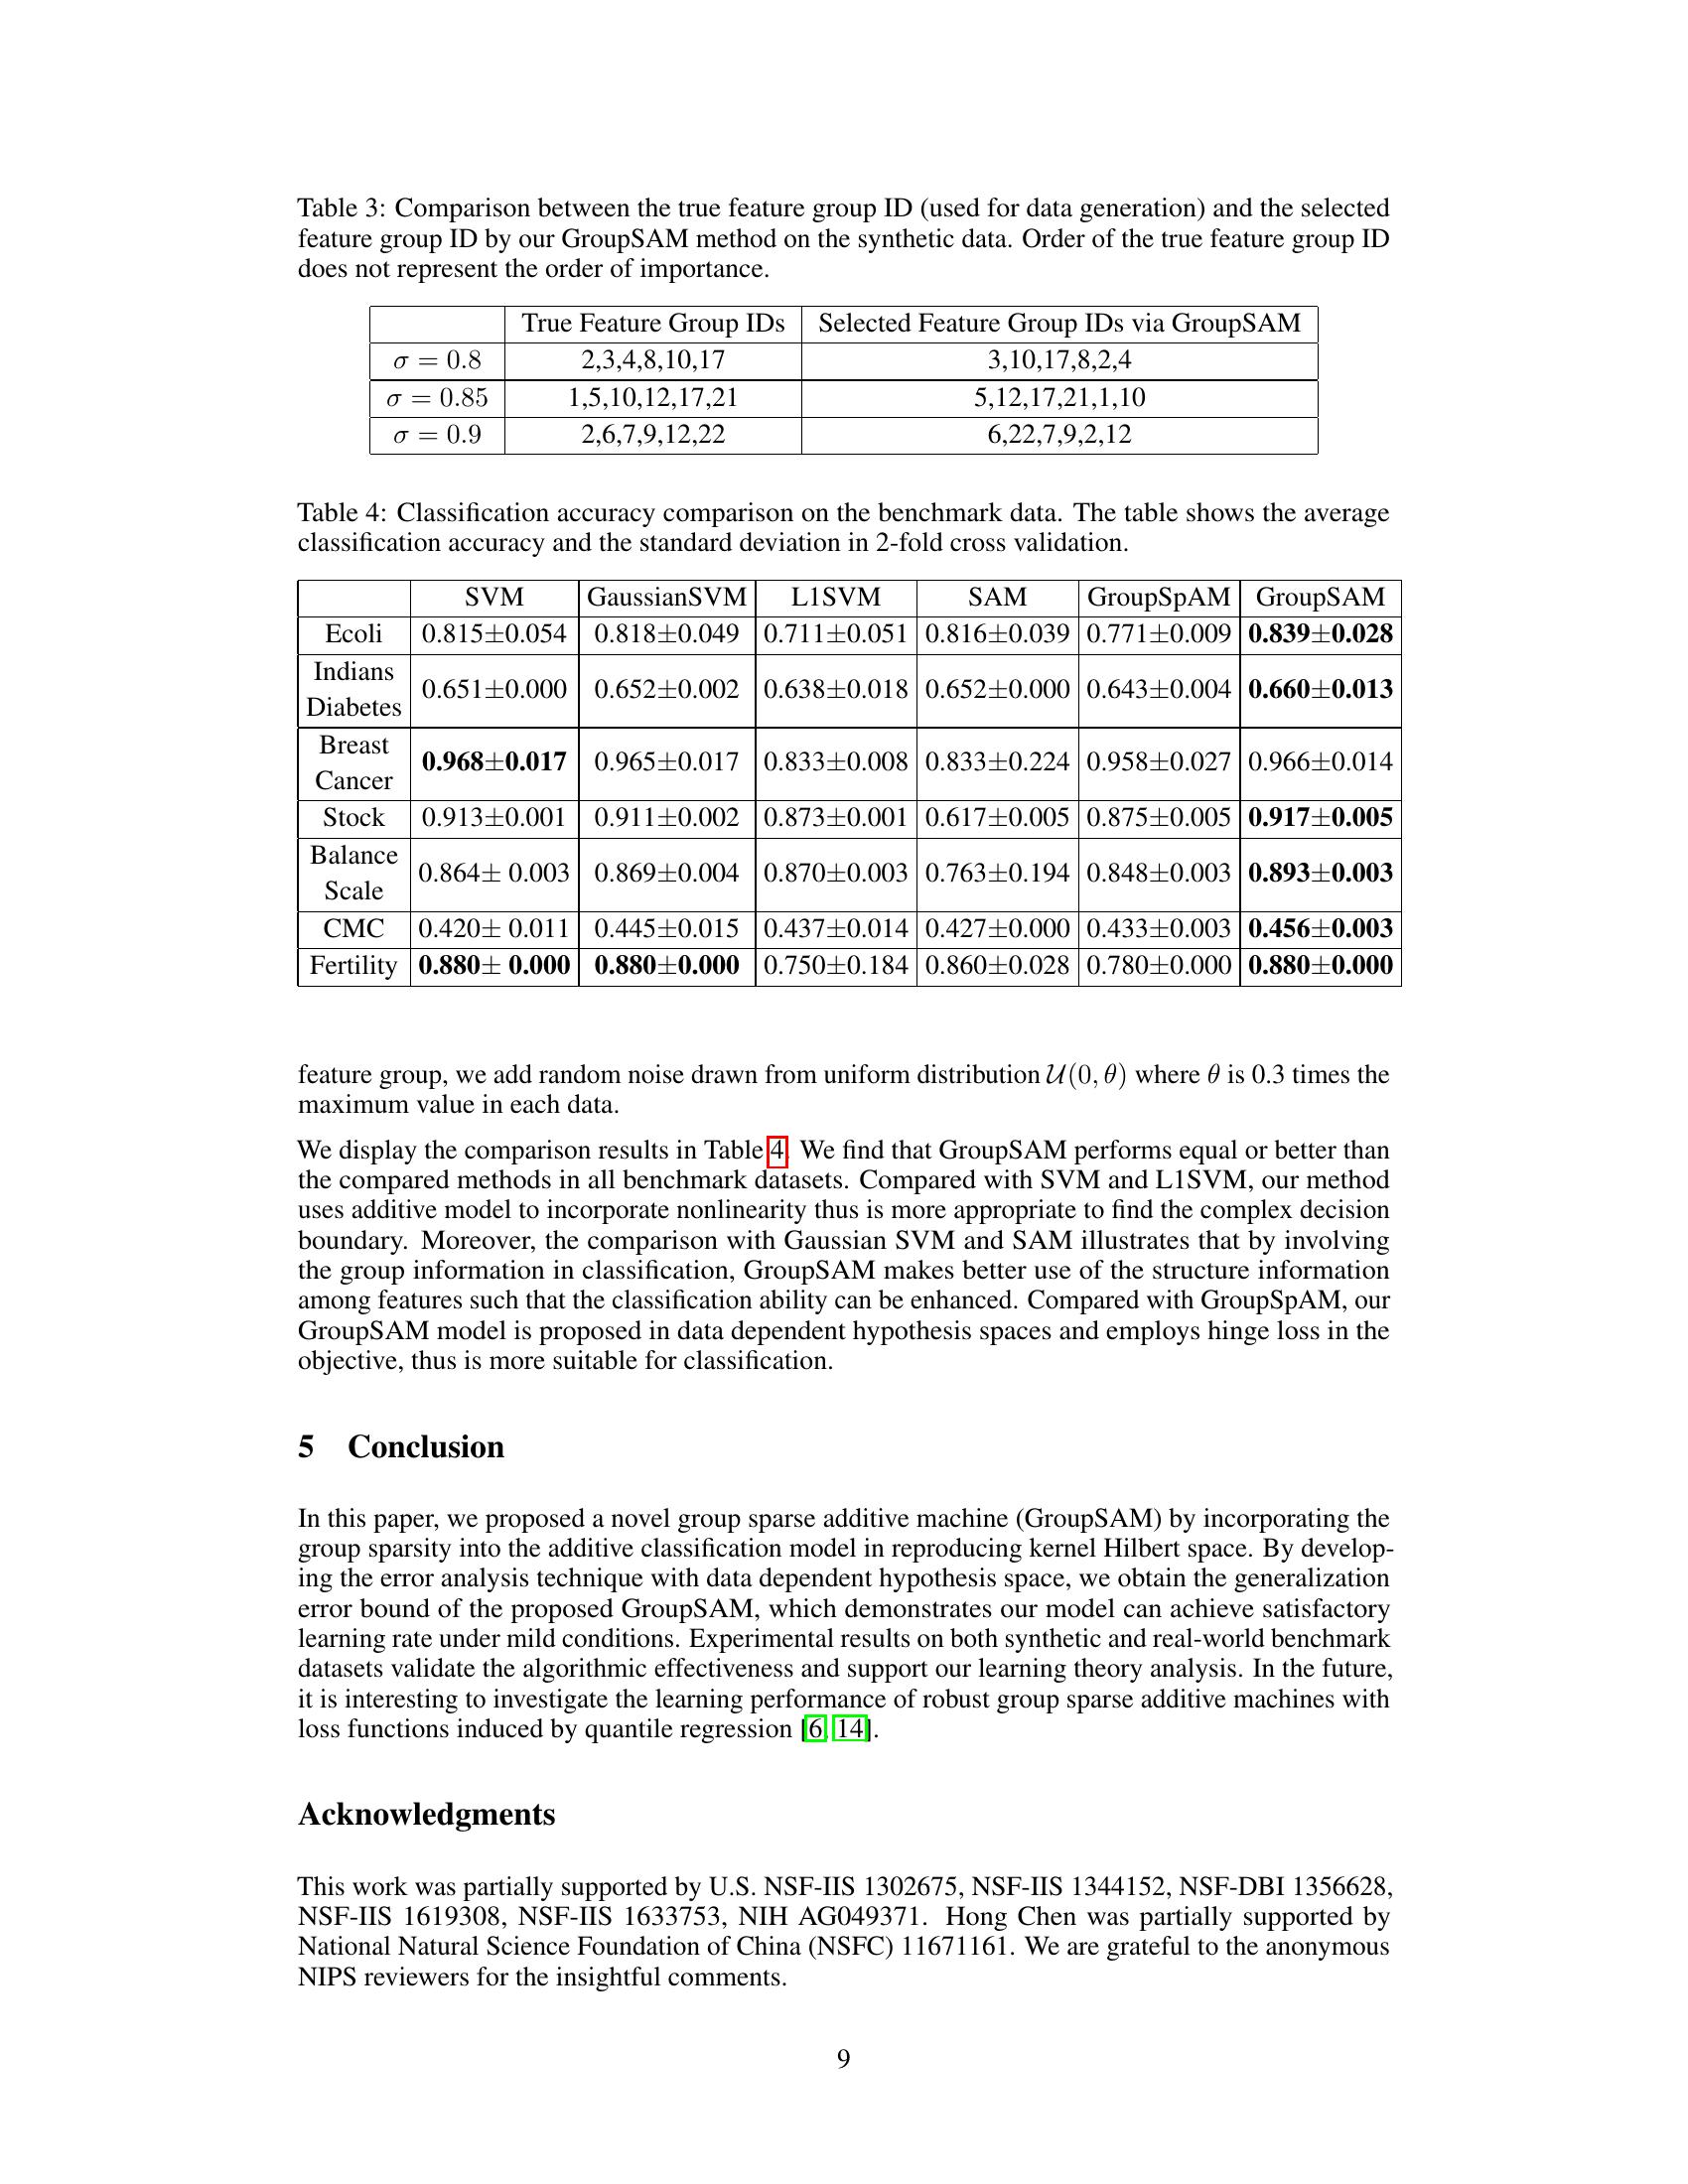 Table 3: Comparison between the true feature group ID (used for data generation) and the selected
feature group ID by our GroupSAM method on the synthetic data. Order of the true feature group ID
does not represent the order of importance.
True Feature Group IDs Selected Feature Group IDs via GroupSAM
σ = 0.8 2,3,4,8,10,17 3,10,17,8,2,4
σ = 0.85 1,5,10,12,17,21 5,12,17,21,1,10
σ = 0.9 2,6,7,9,12,22 6,22,7,9,2,12
Table 4: Classification accuracy comparison on the benchmark data. The table shows the average
classification accuracy and the standard deviation in 2-fold cross validation.
SVM GaussianSVM L1SVM SAM GroupSpAM GroupSAM
Ecoli 0.815±0.054 0.818±0.049 0.711±0.051 0.816±0.039 0.771±0.009 0.839±0.028
Indians
Diabetes 0.651±0.000 0.652±0.002 0.638±0.018 0.652±0.000 0.643±0.004 0.660±0.013
Breast
Cancer 0.968±0.017 0.965±0.017 0.833±0.008 0.833±0.224 0.958±0.027 0.966±0.014
Stock 0.913±0.001 0.911±0.002 0.873±0.001 0.617±0.005 0.875±0.005 0.917±0.005
Balance
Scale 0.864± 0.003 0.869±0.004 0.870±0.003 0.763±0.194 0.848±0.003 0.893±0.003
CMC 0.420± 0.011 0.445±0.015 0.437±0.014 0.427±0.000 0.433±0.003 0.456±0.003
Fertility 0.880± 0.000 0.880±0.000 0.750±0.184 0.860±0.028 0.780±0.000 0.880±0.000
feature group, we add random noise drawn from uniform distribution 𝒰(0, θ) where θ is 0.3 times the
maximum value in each data.
We display the comparison results in Table 4. We find that GroupSAM performs equal or better than
the compared methods in all benchmark datasets. Compared with SVM and L1SVM, our method
uses additive model to incorporate nonlinearity thus is more appropriate to find the complex decision
boundary. Moreover, the comparison with Gaussian SVM and SAM illustrates that by involving
the group information in classification, GroupSAM makes better use of the structure information
among features such that the classification ability can be enhanced. Compared with GroupSpAM, our
GroupSAM model is proposed in data dependent hypothesis spaces and employs hinge loss in the
objective, thus is more suitable for classification.
5 Conclusion
In this paper, we proposed a novel group sparse additive machine (GroupSAM) by incorporating the
group sparsity into the additive classification model in reproducing kernel Hilbert space. By develop-
ing the error analysis technique with data dependent hypothesis space, we obtain the generalization
error bound of the proposed GroupSAM, which demonstrates our model can achieve satisfactory
learning rate under mild conditions. Experimental results on both synthetic and real-world benchmark
datasets validate the algorithmic effectiveness and support our learning theory analysis. In the future,
it is interesting to investigate the learning performance of robust group sparse additive machines with
loss functions induced by quantile regression [6, 14].
Acknowledgments
This work was partially supported by U.S. NSF-IIS 1302675, NSF-IIS 1344152, NSF-DBI 1356628,
NSF-IIS 1619308, NSF-IIS 1633753, NIH AG049371. Hong Chen was partially supported by
National Natural Science Foundation of China (NSFC) 11671161. We are grateful to the anonymous
NIPS reviewers for the insightful comments.
9